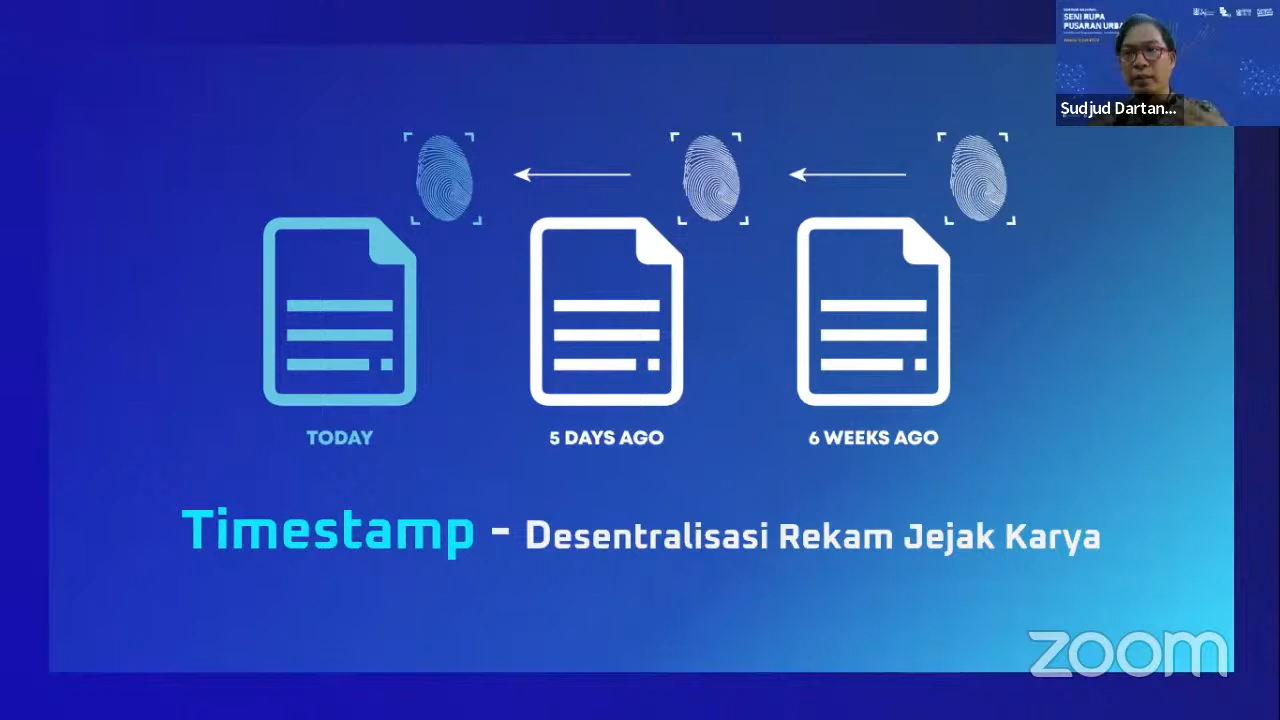 SENI RUPA
PUSARAN URBA
Sudjud Dartan...
TODAY
5 DAYS AGO
6 WEEKS AGO
Timestamp - Desentralisasi Rekam Jejak Karya
zoom